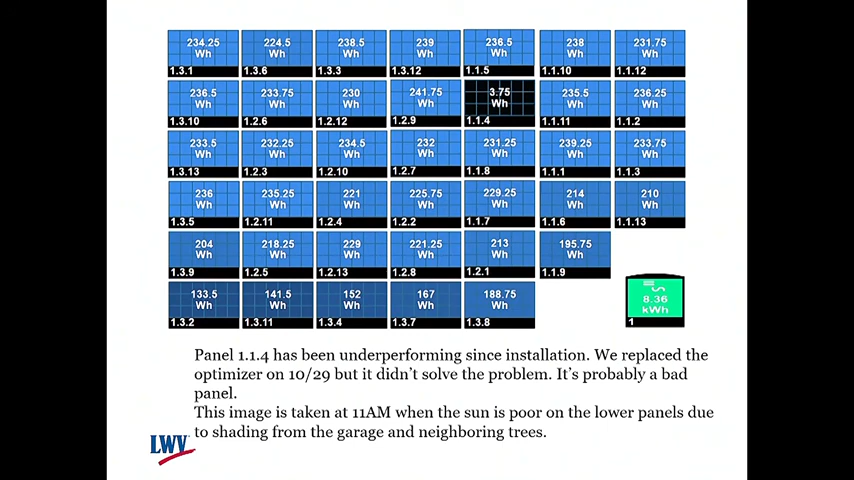 234.25 224.5 238.5 239 236.5 238 231.75
Wh Wh Wh Wh Wh Wh Wh
1.3.1 1.3.6 1.3.3 1.3.12 1.1.5 1.1.10 1.1.12
236.5 233.75 230 241.75 3.75 235.5 236.25
Wh Wh Wh Wh Wh Wh Wh
1.3.10 1.2.6 1.2.12 1.2.9 1.1.4 1.1.11 1.1.2
233.5 232.25 234.5 232 231.25 239.25 233.75
Wh Wh Wh Wh Wh Wh Wh
1.3.13 1.2.3 1.2.10 1.2.7 1.1.8 1.1.1 1.1.3
236 235.25 221 225.75 229.25 214 210
Wh Wh Wh Wh Wh Wh Wh
1.3.5 1.2.11 1.2.4 1.2.2 1.1.7 1.1.6 1.1.13
204 218.25 229 221.25 213 195.75
Wh Wh Wh Wh Wh Wh
1.3.9 1.2.5 1.2.13 1.2.8 1.2.1 1.1.9
133.5 141.5 152 167 188.75
Wh Wh Wh Wh Wh
1.3.2 1.3.11 1.3.4 1.3.7 1.3.8
8.36
kWh
1
Panel 1.1.4 has been underperforming since installation. We replaced the
optimizer on 10/29 but it didn't solve the problem. It's probably a bad
panel.
This image is taken at 11AM when the sun is poor on the lower panels due
to shading from the garage and neighboring trees.
LWV